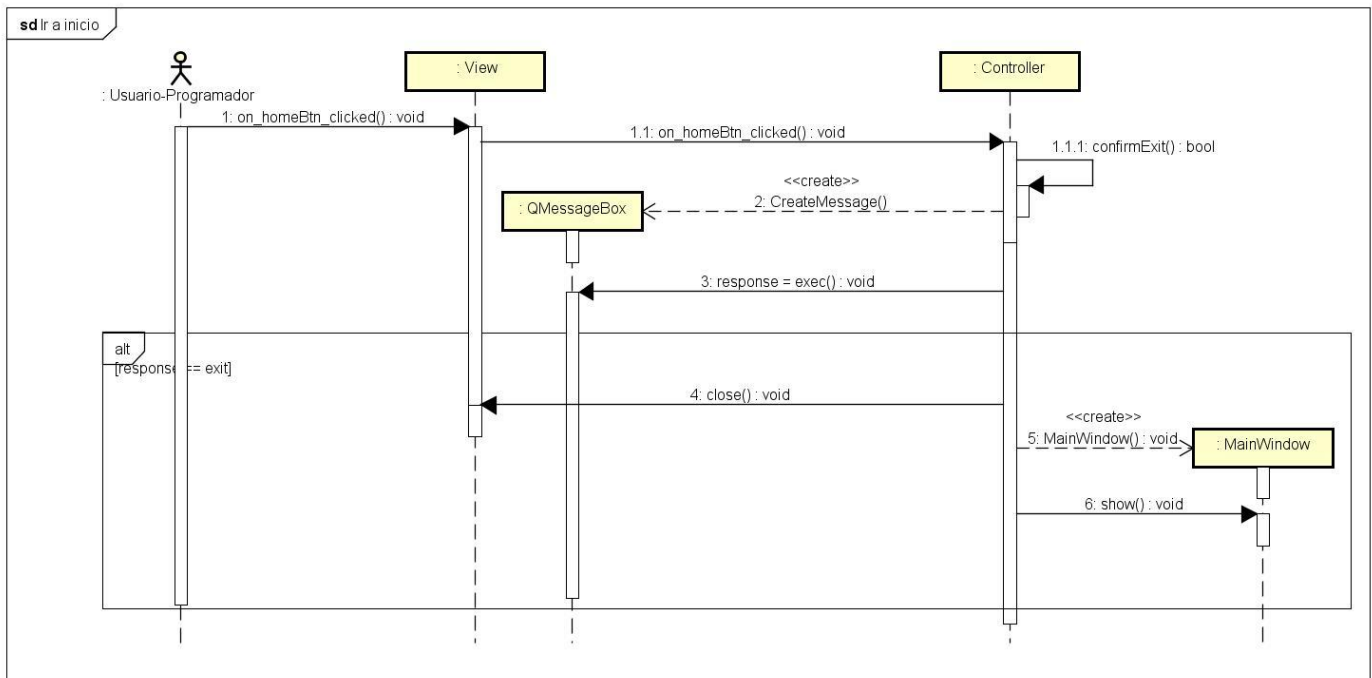 sd Ir a inicio
: View
: Controller
: Usuario-Programador
1: on_homeBtn_clicked() : void
1.1: on_homeBtn_clicked() : void
1.1.1: confirmExit() : bool
<<create>>
2: CreateMessage()
: QMessageBox
3: response = exec() : void
alt
[response == exit]
4: close() : void
<<create>>
5: MainWindow() : void
: MainWindow
6: show() : void